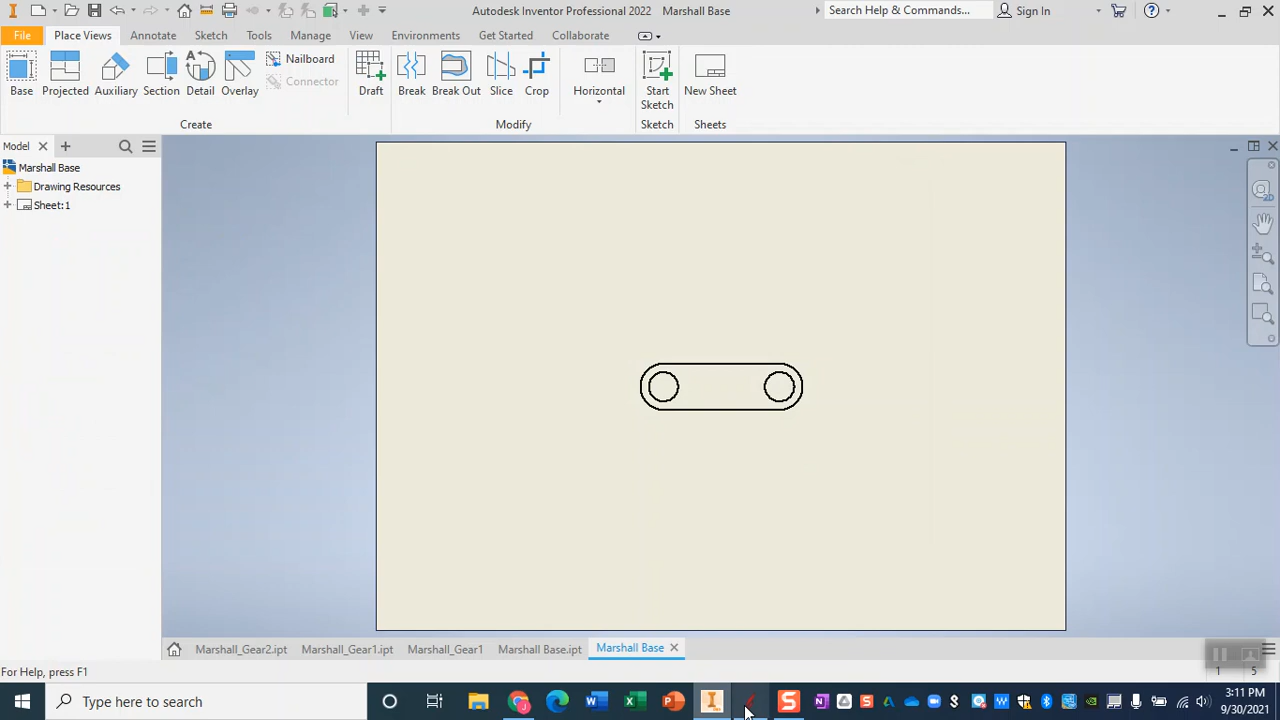 Autodesk Inventor Professional 2022 Marshall Base
Search Help & Commands... Sign In
File Place Views Annotate Sketch Tools Manage View Environments Get Started Collaborate
Base Projected Auxiliary Section Detail Overlay Nailboard Connector Draft Break Break Out Slice Crop Horizontal Start Sketch New Sheet
Create Modify Sketch Sheets
Model
Marshall Base
Drawing Resources
Sheet:1
2D
Marshall_Gear2.ipt Marshall_Gear1.ipt Marshall_Gear1 Marshall Base.ipt Marshall Base
For Help, press F1 1 5
Type here to search
3:11 PM
9/30/2021